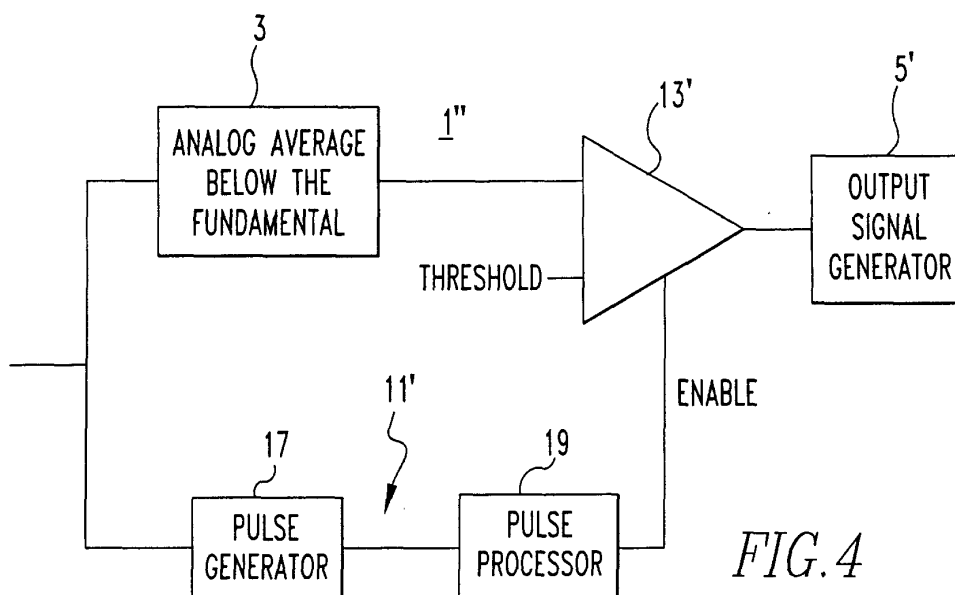 3
ANALOG AVERAGE
BELOW THE
FUNDAMENTAL
1"
13'
5'
OUTPUT
SIGNAL
GENERATOR
THRESHOLD
ENABLE
11'
17
PULSE
GENERATOR
19
PULSE
PROCESSOR
FIG.4